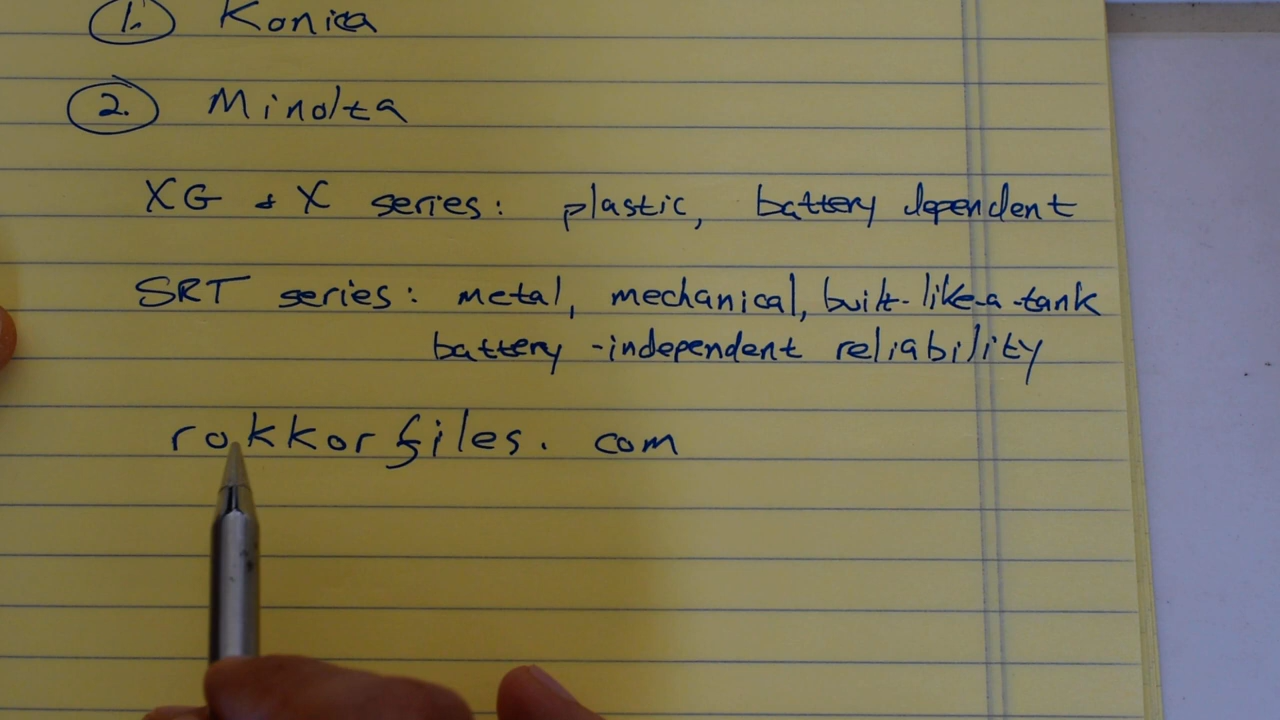 1. Konica
2. Minolta
XG & X series: plastic, battery dependent
SRT series: metal, mechanical, built-like-a-tank
battery-independent reliability
rokkorfiles.com